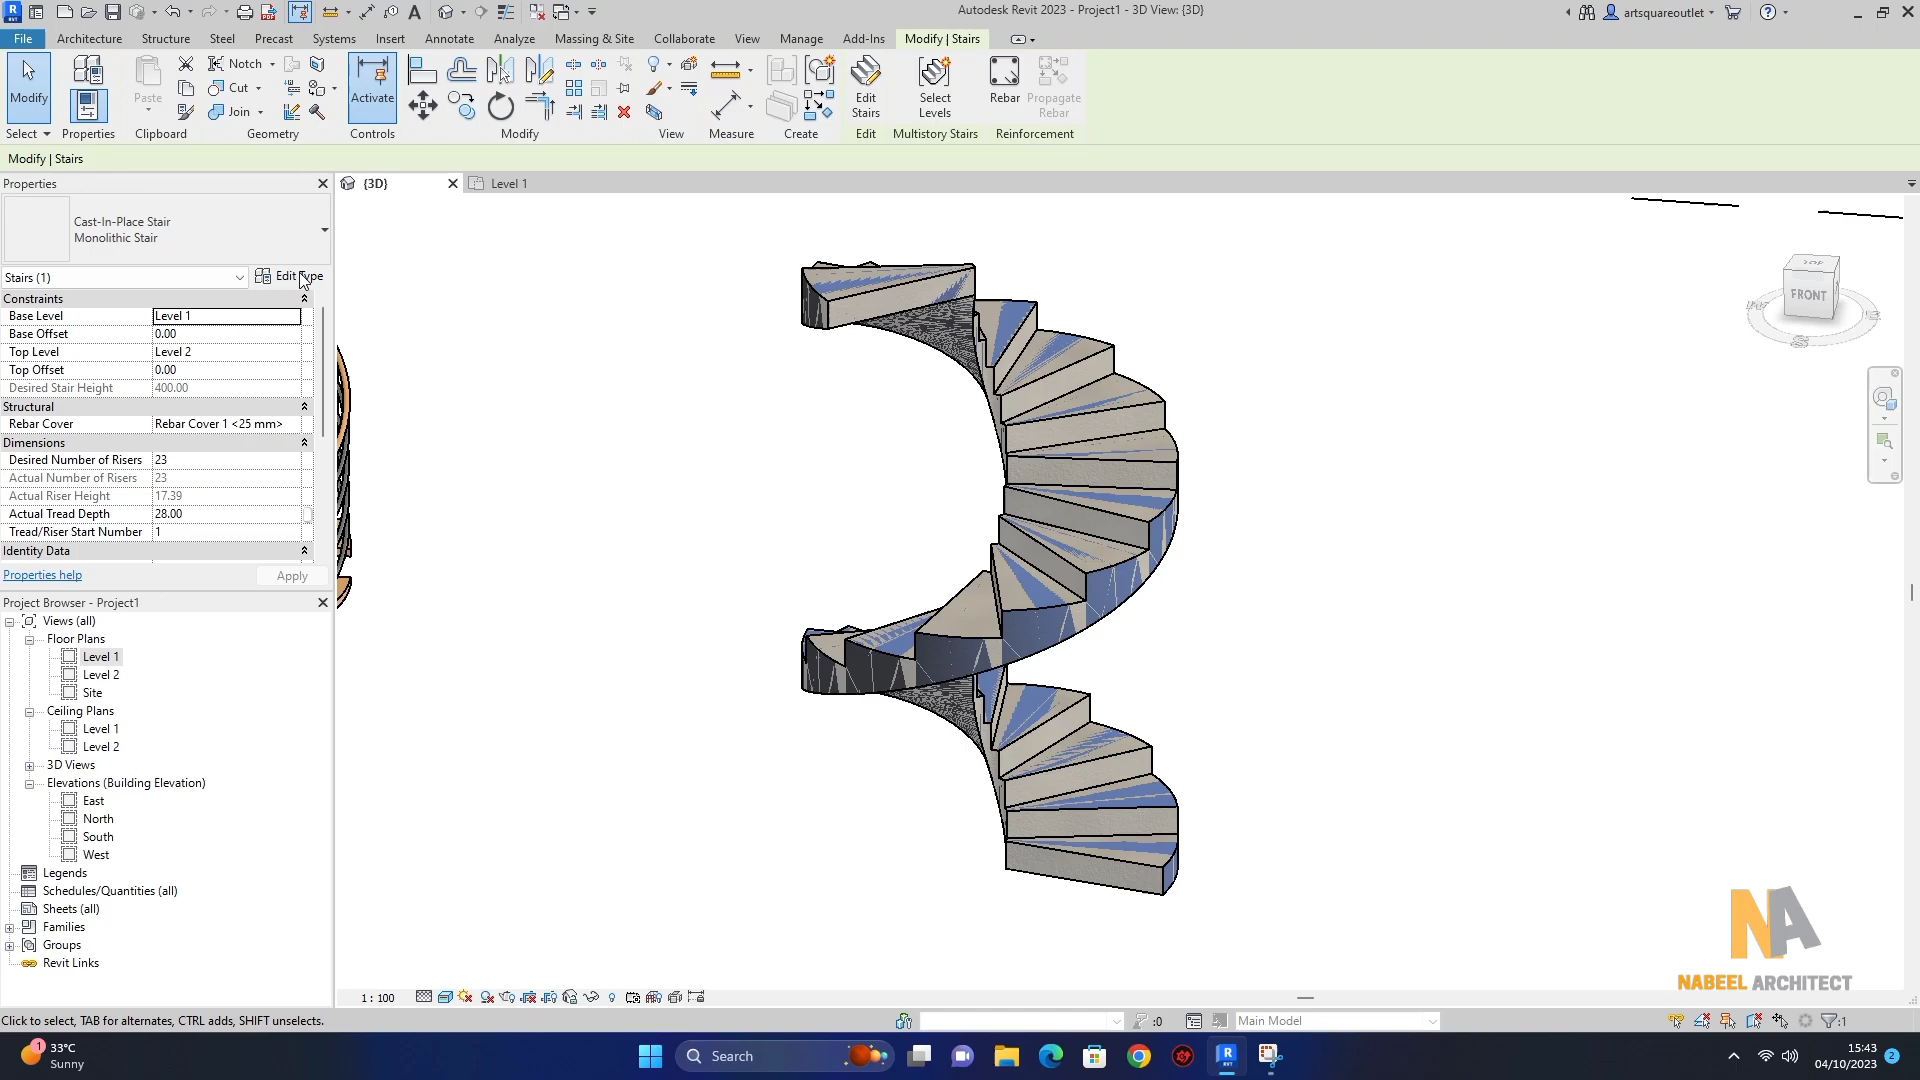 Autodesk Revit 2023 - Project1 - 3D View: {3D}
artsquareoutlet
File Architecture Structure Steel Precast Systems Insert Annotate Analyze Massing & Site Collaborate View Manage Add-Ins Modify | Stairs
Modify
Paste
Notch
Cut
Join
Activate
Edit Stairs
Select Levels
Rebar
Propagate Rebar
Select Properties Clipboard Geometry Controls Modify View Measure Create Edit Multistory Stairs Reinforcement
Modify | Stairs
Properties
{3D}
Level 1
Cast-In-Place Stair
Monolithic Stair
Stairs (1)
Edit Type
Constraints
Base Level Level 1
Base Offset 0.00
Top Level Level 2
Top Offset 0.00
Desired Stair Height 400.00
Structural
Rebar Cover Rebar Cover 1 <25 mm>
Dimensions
Desired Number of Risers 23
Actual Number of Risers 23
Actual Riser Height 17.39
Actual Tread Depth 28.00
Tread/Riser Start Number 1
Identity Data
Properties help
Apply
Project Browser - Project1
Views (all)
Floor Plans
Level 1
Level 2
Site
Ceiling Plans
Level 1
Level 2
3D Views
Elevations (Building Elevation)
East
North
South
West
Legends
Schedules/Quantities (all)
Sheets (all)
Families
Groups
Revit Links
TOP
FRONT
S
E
NA
NABEEL ARCHITECT
1 : 100
Click to select, TAB for alternates, CTRL adds, SHIFT unselects.
:0
Main Model
:1
1
33°C
Sunny
Search
15:43
04/10/2023
2